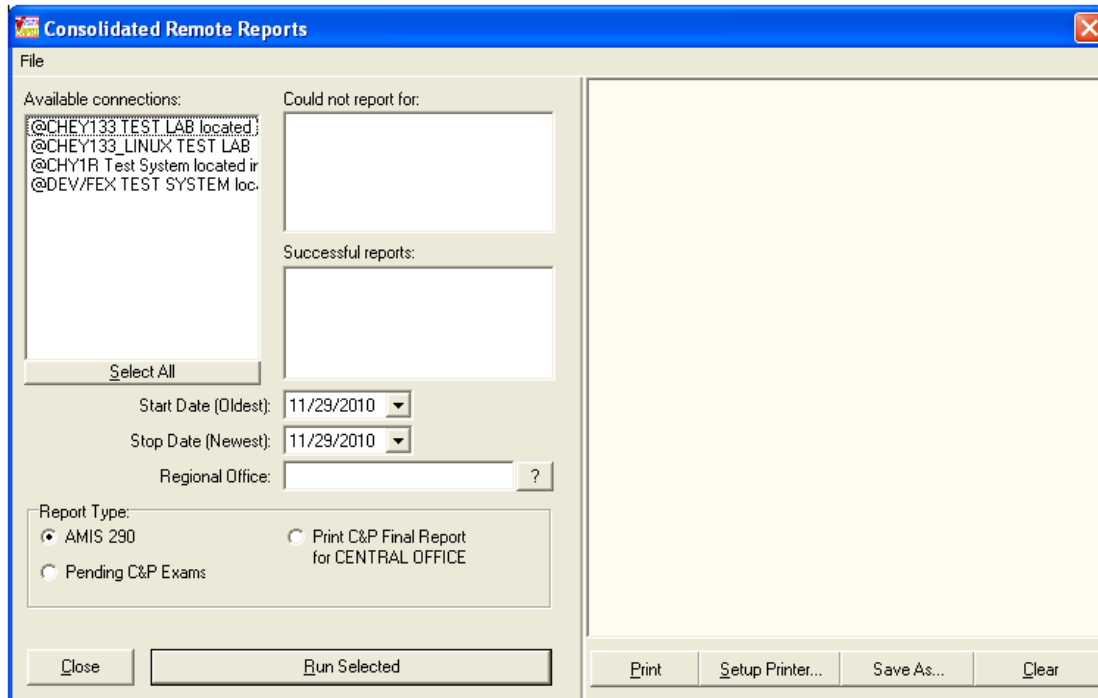 Consolidated Remote Reports
File
Available connections:
@CHEY133 TEST LAB located
@CHEY133_LINUX TEST LAB
@CHY1R Test System located in
@DEV/FEX TEST SYSTEM loc
Select All
Could not report for:
Successful reports:
Start Date (Oldest): 11/29/2010
Stop Date (Newest): 11/29/2010
Regional Office: ?
Report Type:
AMIS 290
Pending C&P Exams
Print C&P Final Report
for CENTRAL OFFICE
Close
Run Selected
Print
Setup Printer...
Save As...
Clear